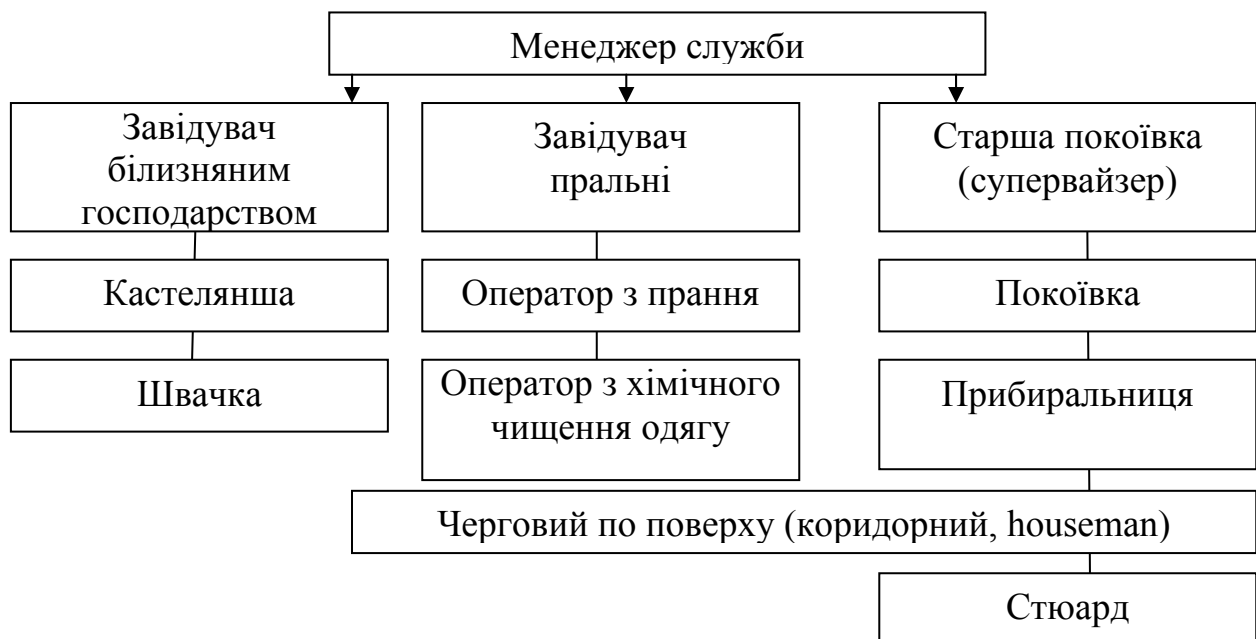 Менеджер служби
Завідувач
білизняним
господарством
Завідувач
пральні
Старша покоївка
(супервайзер)
Кастелянша
Оператор з прання
Покоївка
Швачка
Оператор з хімічного
чищення одягу
Прибиральниця
Черговий по поверху (коридорний, houseman)
Стюард